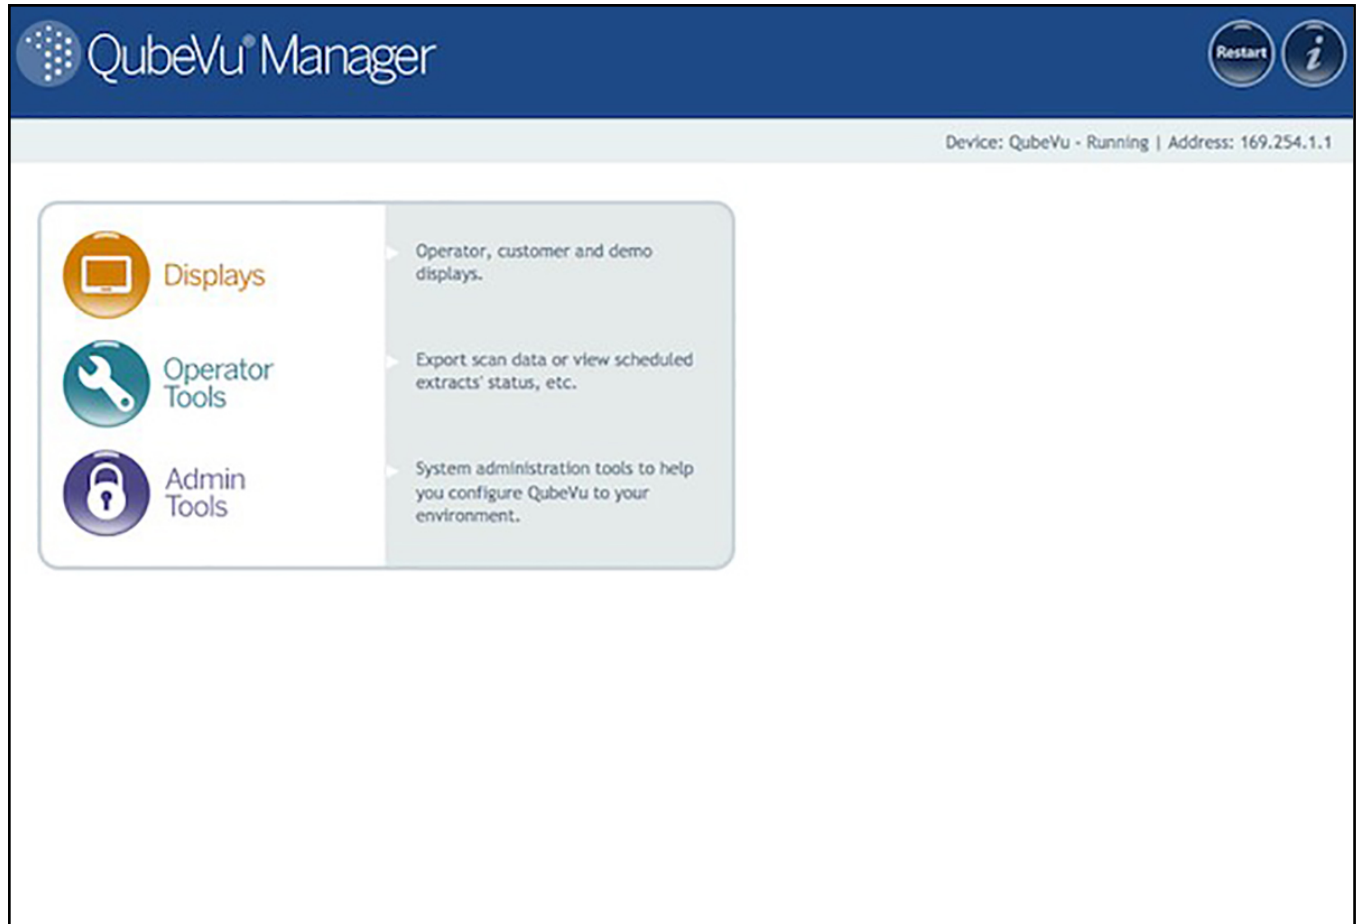 QubeVu® Manager
Restart
i
Device: QubeVu - Running | Address: 169.254.1.1
Displays
Operator, customer and demo
displays.
Operator
Tools
Export scan data or view scheduled
extracts' status, etc.
Admin
Tools
System administration tools to help
you configure QubeVu to your
environment.